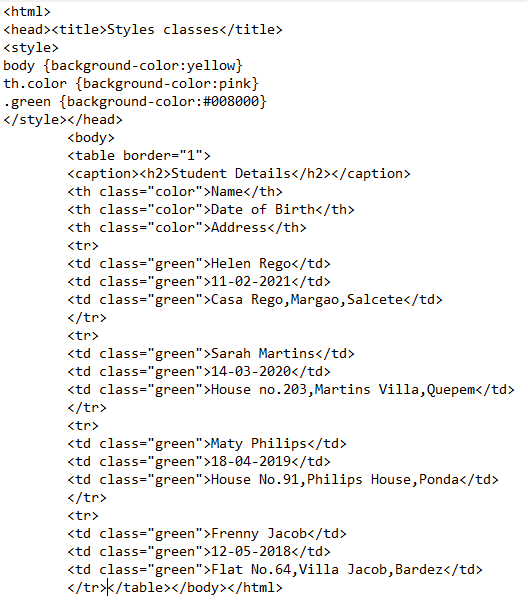 <html>
<head><title>Styles classes</title>
<style>
body {background-color:yellow}
th.color {background-color:pink}
.green {background-color:#008000}
</style></head>
<body>
<table border="1">
<caption><h2>Student Details</h2></caption>
<th class="color">Name</th>
<th class="color">Date of Birth</th>
<th class="color">Address</th>
<tr>
<td class="green">Helen Rego</td>
<td class="green">11-02-2021</td>
<td class="green">Casa Rego,Margao,Salcete</td>
</tr>
<tr>
<td class="green">Sarah Martins</td>
<td class="green">14-03-2020</td>
<td class="green">House no.203,Martins Villa,Quepem</td>
</tr>
<tr>
<td class="green">Maty Philips</td>
<td class="green">18-04-2019</td>
<td class="green">House No.91,Philips House,Ponda</td>
</tr>
<tr>
<td class="green">Frenny Jacob</td>
<td class="green">12-05-2018</td>
<td class="green">Flat No.64,Villa Jacob,Bardez</td>
</tr></table></body></html>